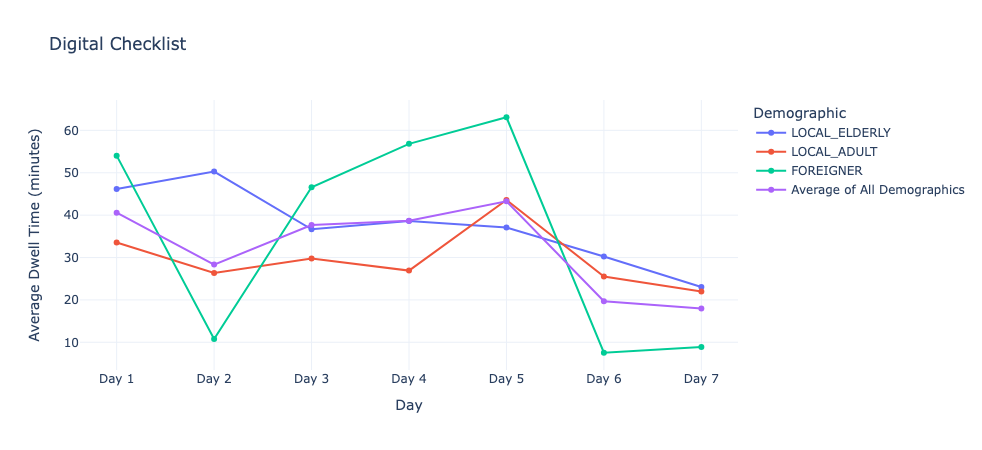 Digital Checklist
Average Dwell Time (minutes)
60
50
40
30
20
10
Day 1 Day 2 Day 3 Day 4 Day 5 Day 6 Day 7
Day
Demographic
LOCAL_ELDERLY
LOCAL_ADULT
FOREIGNER
Average of All Demographics